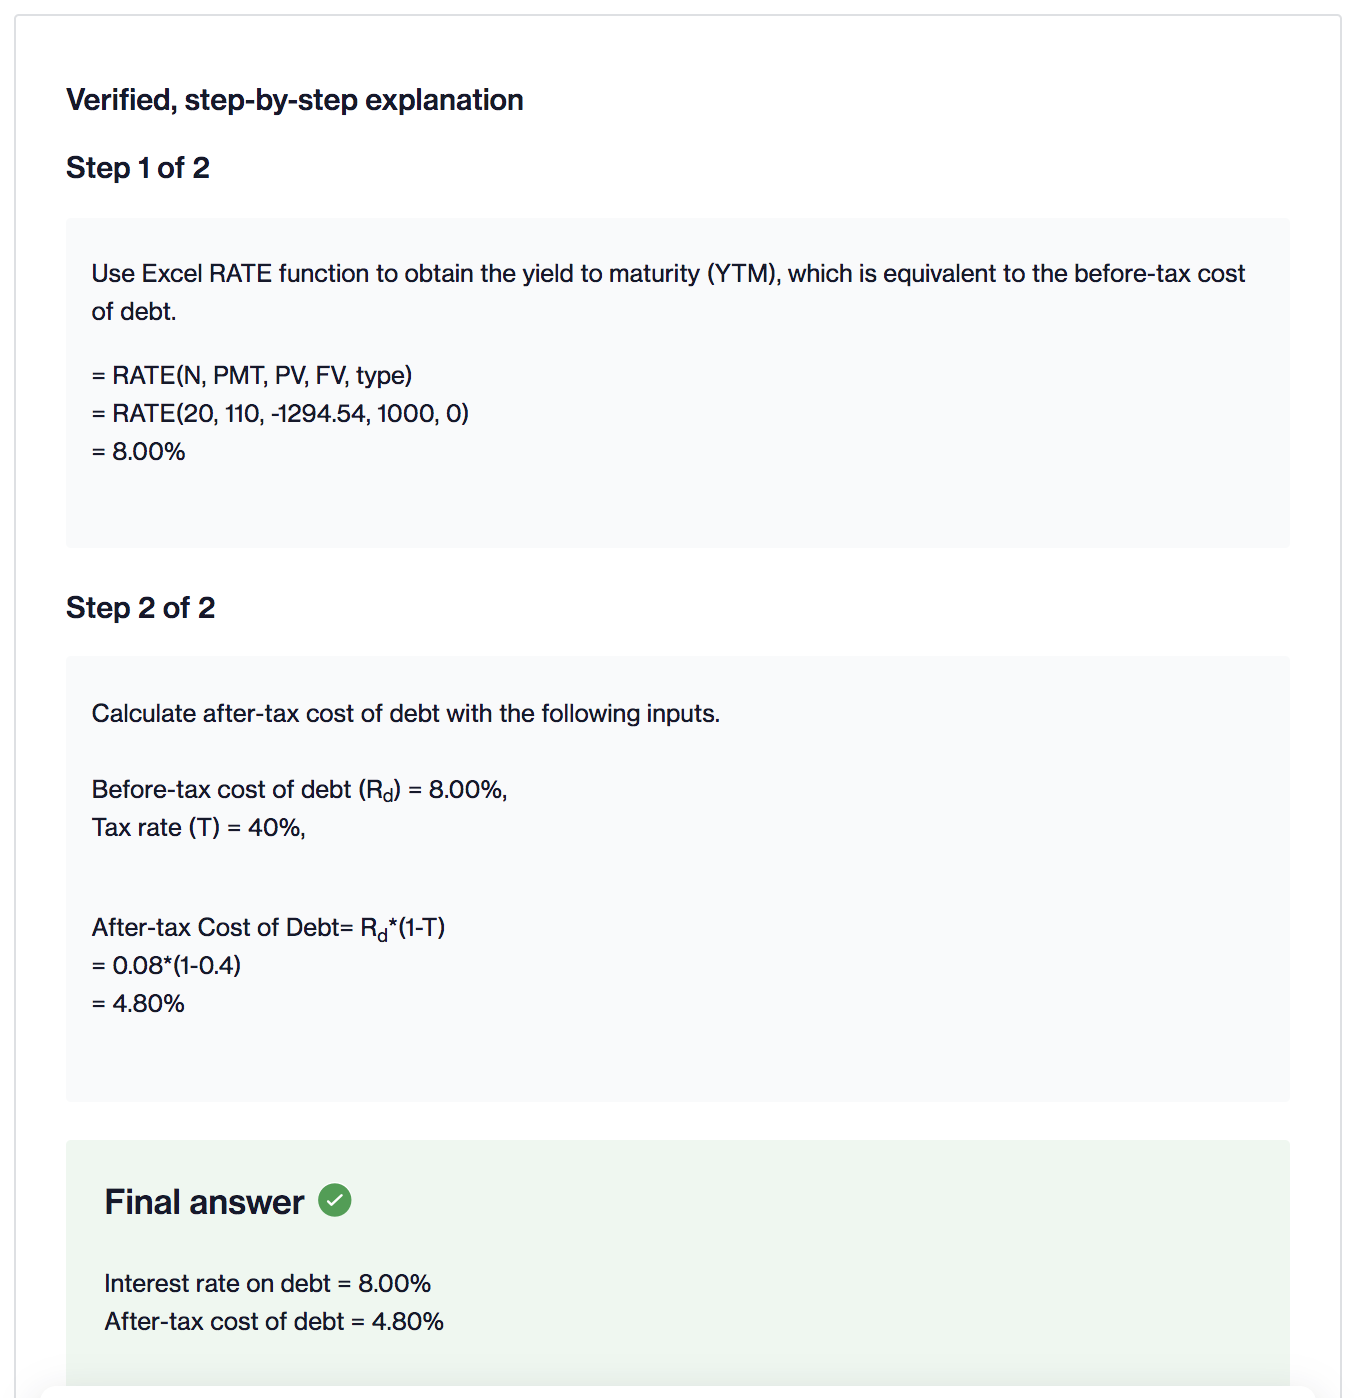 Verified, step-by-step explanation
Step 1 of 2
Use Excel RATE function to obtain the yield to maturity (YTM), which is equivalent to the before-tax cost
of debt.
= RATE(N, PMT, PV, FV, type)
= RATE(20, 110, -1294.54, 1000, 0)
= 8.00%
Step 2 of 2
Calculate after-tax cost of debt with the following inputs.
Before-tax cost of debt (Rd) = 8.00%,
Tax rate (T) = 40%,
After-tax Cost of Debt= Rd*(1-T)
= 0.08*(1-0.4)
= 4.80%
Final answer
Interest rate on debt = 8.00%
After-tax cost of debt = 4.80%